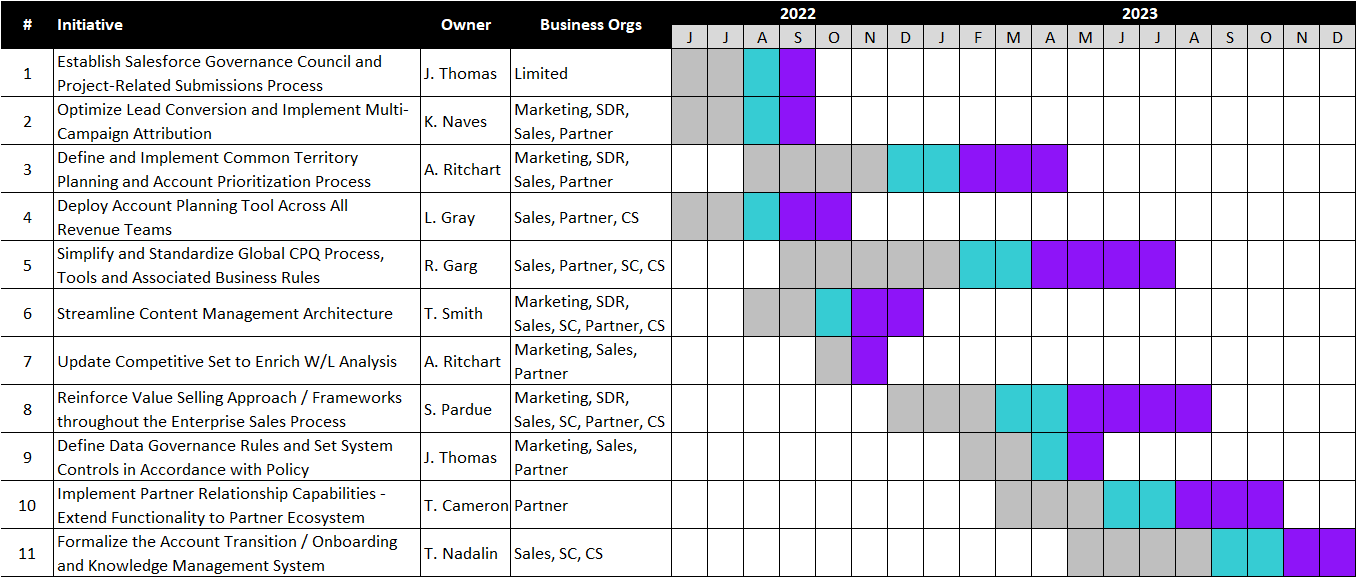 2022 2023
# Initiative Owner Business Orgs
J J A S O N D J F M A M J J A S O N D
Establish Salesforce Governance Council and
1 J. Thomas Limited
Project-Related Submissions Process
Optimize Lead Conversion and Implement Multi- Marketing, SDR,
2 K. Naves
Campaign Attribution Sales, Partner
Define and Implement Common Territory Marketing, SDR,
3 A. Ritchart
Planning and Account Prioritization Process Sales, Partner
Deploy Account Planning Tool Across All
4 L. Gray Sales, Partner, CS
Revenue Teams
Simplify and Standardize Global CPQ Process,
5 R. Garg Sales, Partner, SC, CS
Tools and Associated Business Rules
Marketing, SDR,
6 Streamline Content Management Architecture T. Smith
Sales, SC, Partner, CS
Marketing, Sales,
7 Update Competitive Set to Enrich W/L Analysis A. Ritchart
Partner
Reinforce Value Selling Approach / Frameworks Marketing, SDR,
8 S. Pardue
throughout the Enterprise Sales Process Sales, SC, Partner, CS
Define Data Governance Rules and Set System Marketing, Sales,
9 J. Thomas
Controls in Accordance with Policy Partner
Implement Partner Relationship Capabilities -
10 T. Cameron Partner
Extend Functionality to Partner Ecosystem
Formalize the Account Transition / Onboarding
11 T. Nadalin Sales, SC, CS
and Knowledge Management System